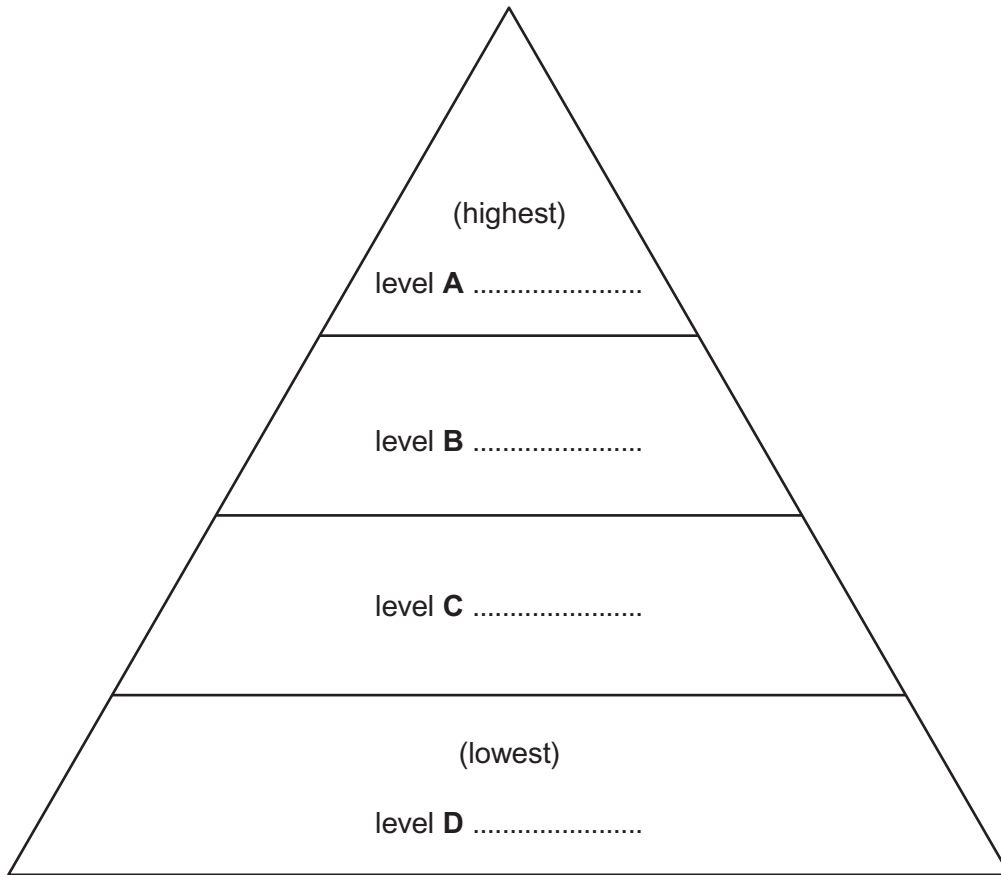 (highest)
level A .......................
level B .......................
level C .......................
(lowest)
level D .......................